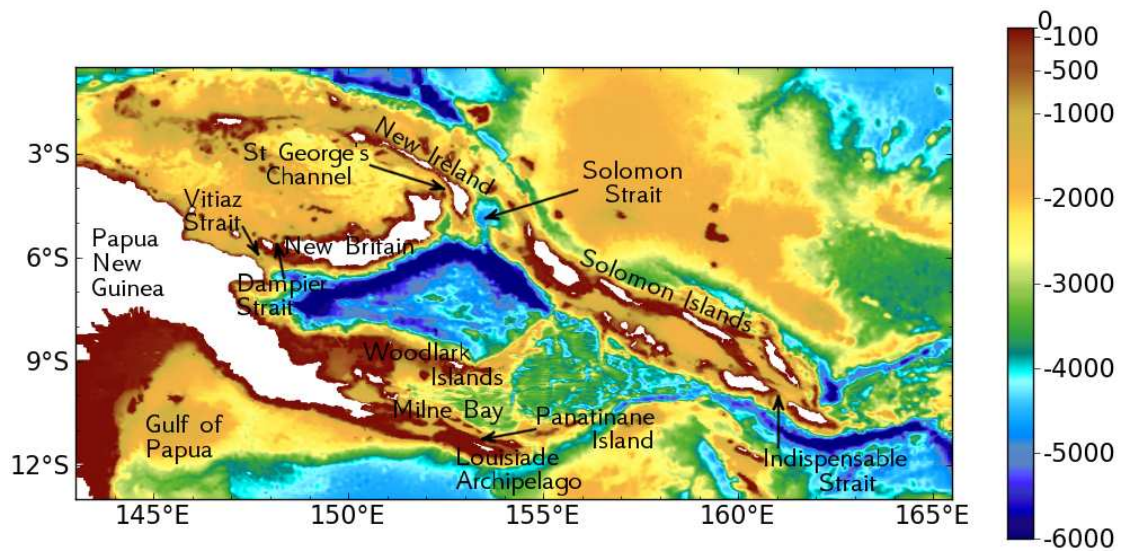 0
-100
-500
-1000
-2000
-3000
-4000
-5000
-6000
3°S
6°S
9°S
12°S
145°E
150°E
155°E
160°E
165°E
New Ireland
St George's
Channel
Solomon
Strait
Vitiaz
Strait
Papua
New
Guinea
New Britain
Dampier
Strait
Solomon Islands
Woodlark
Islands
Milne Bay
Panatinane
Island
Gulf of
Papua
Louisiade
Archipelago
Indispensable
Strait